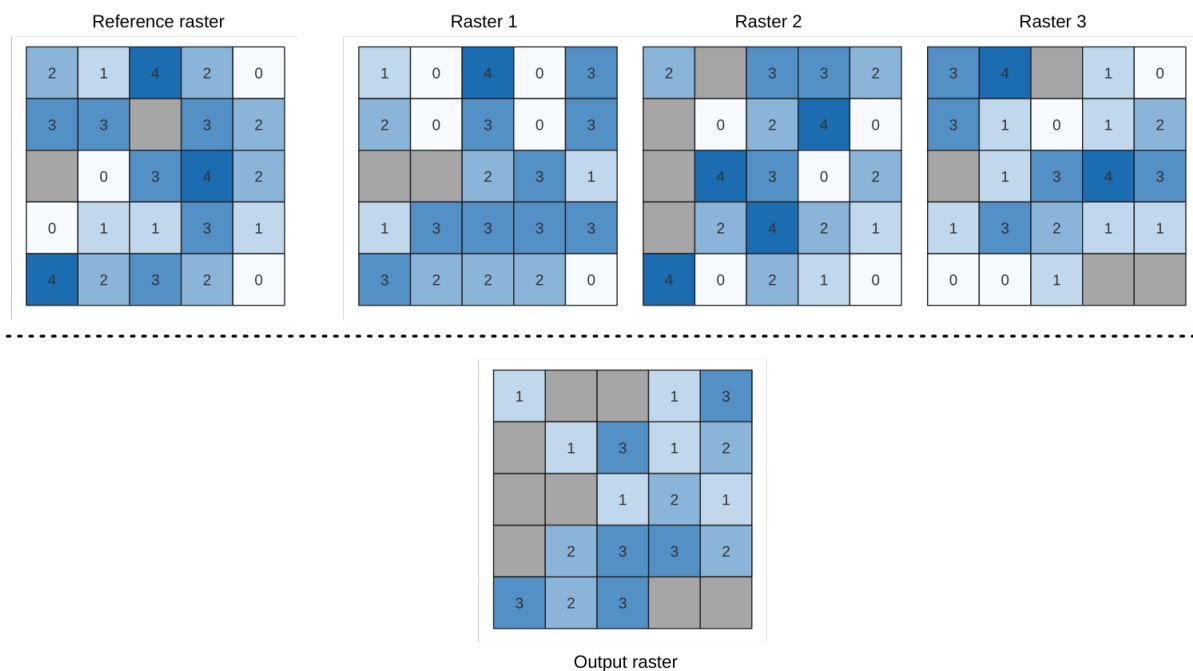 Reference raster Raster 1 Raster 2 Raster 3
2 1 4 2 0 1 0 4 0 3 2 3 3 2 3 4 1 0
3 3 3 2 2 0 3 0 3 0 2 4 0 3 1 0 1 2
0 3 4 2 2 3 1 4 3 0 2 1 3 4 3
0 1 1 3 1 1 3 3 3 3 2 4 2 1 1 3 2 1 1
4 2 3 2 0 3 2 2 2 0 4 0 2 1 0 0 0 1
1 1 3
1 3 1 2
1 2 1
2 3 3 2
3 2 3
Output raster